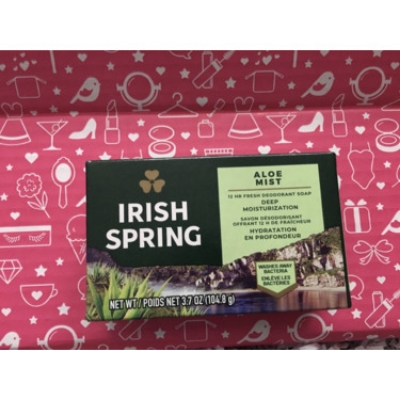 IRISH
SPRING
ALOE
MIST
12 HR FRESH DEODORANT SOAP
DEEP
MOISTURIZATION
SAVON DÉSODORISANT
OFFRANT 12 H DE FRAÎCHEUR
HYDRATATION
EN PROFONDEUR
WASHES AWAY
BACTERIA
ENLÈVE LES
BACTÉRIES
NET WT / POIDS NET 3.7 OZ (104.8 g)